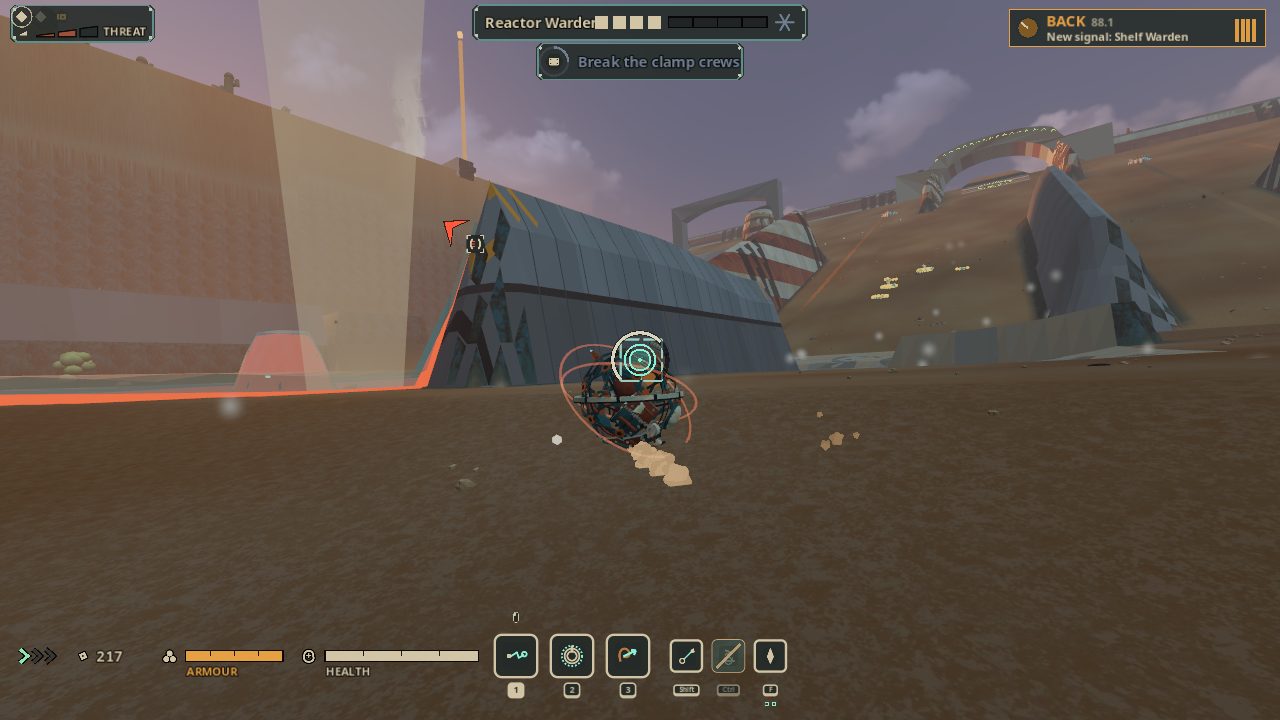 THREAT
Reactor Warden
Break the clamp crews
BACK 88.1
New signal: Shelf Warden
217
ARMOUR
HEALTH
1
2
3
Shift
Ctrl
F